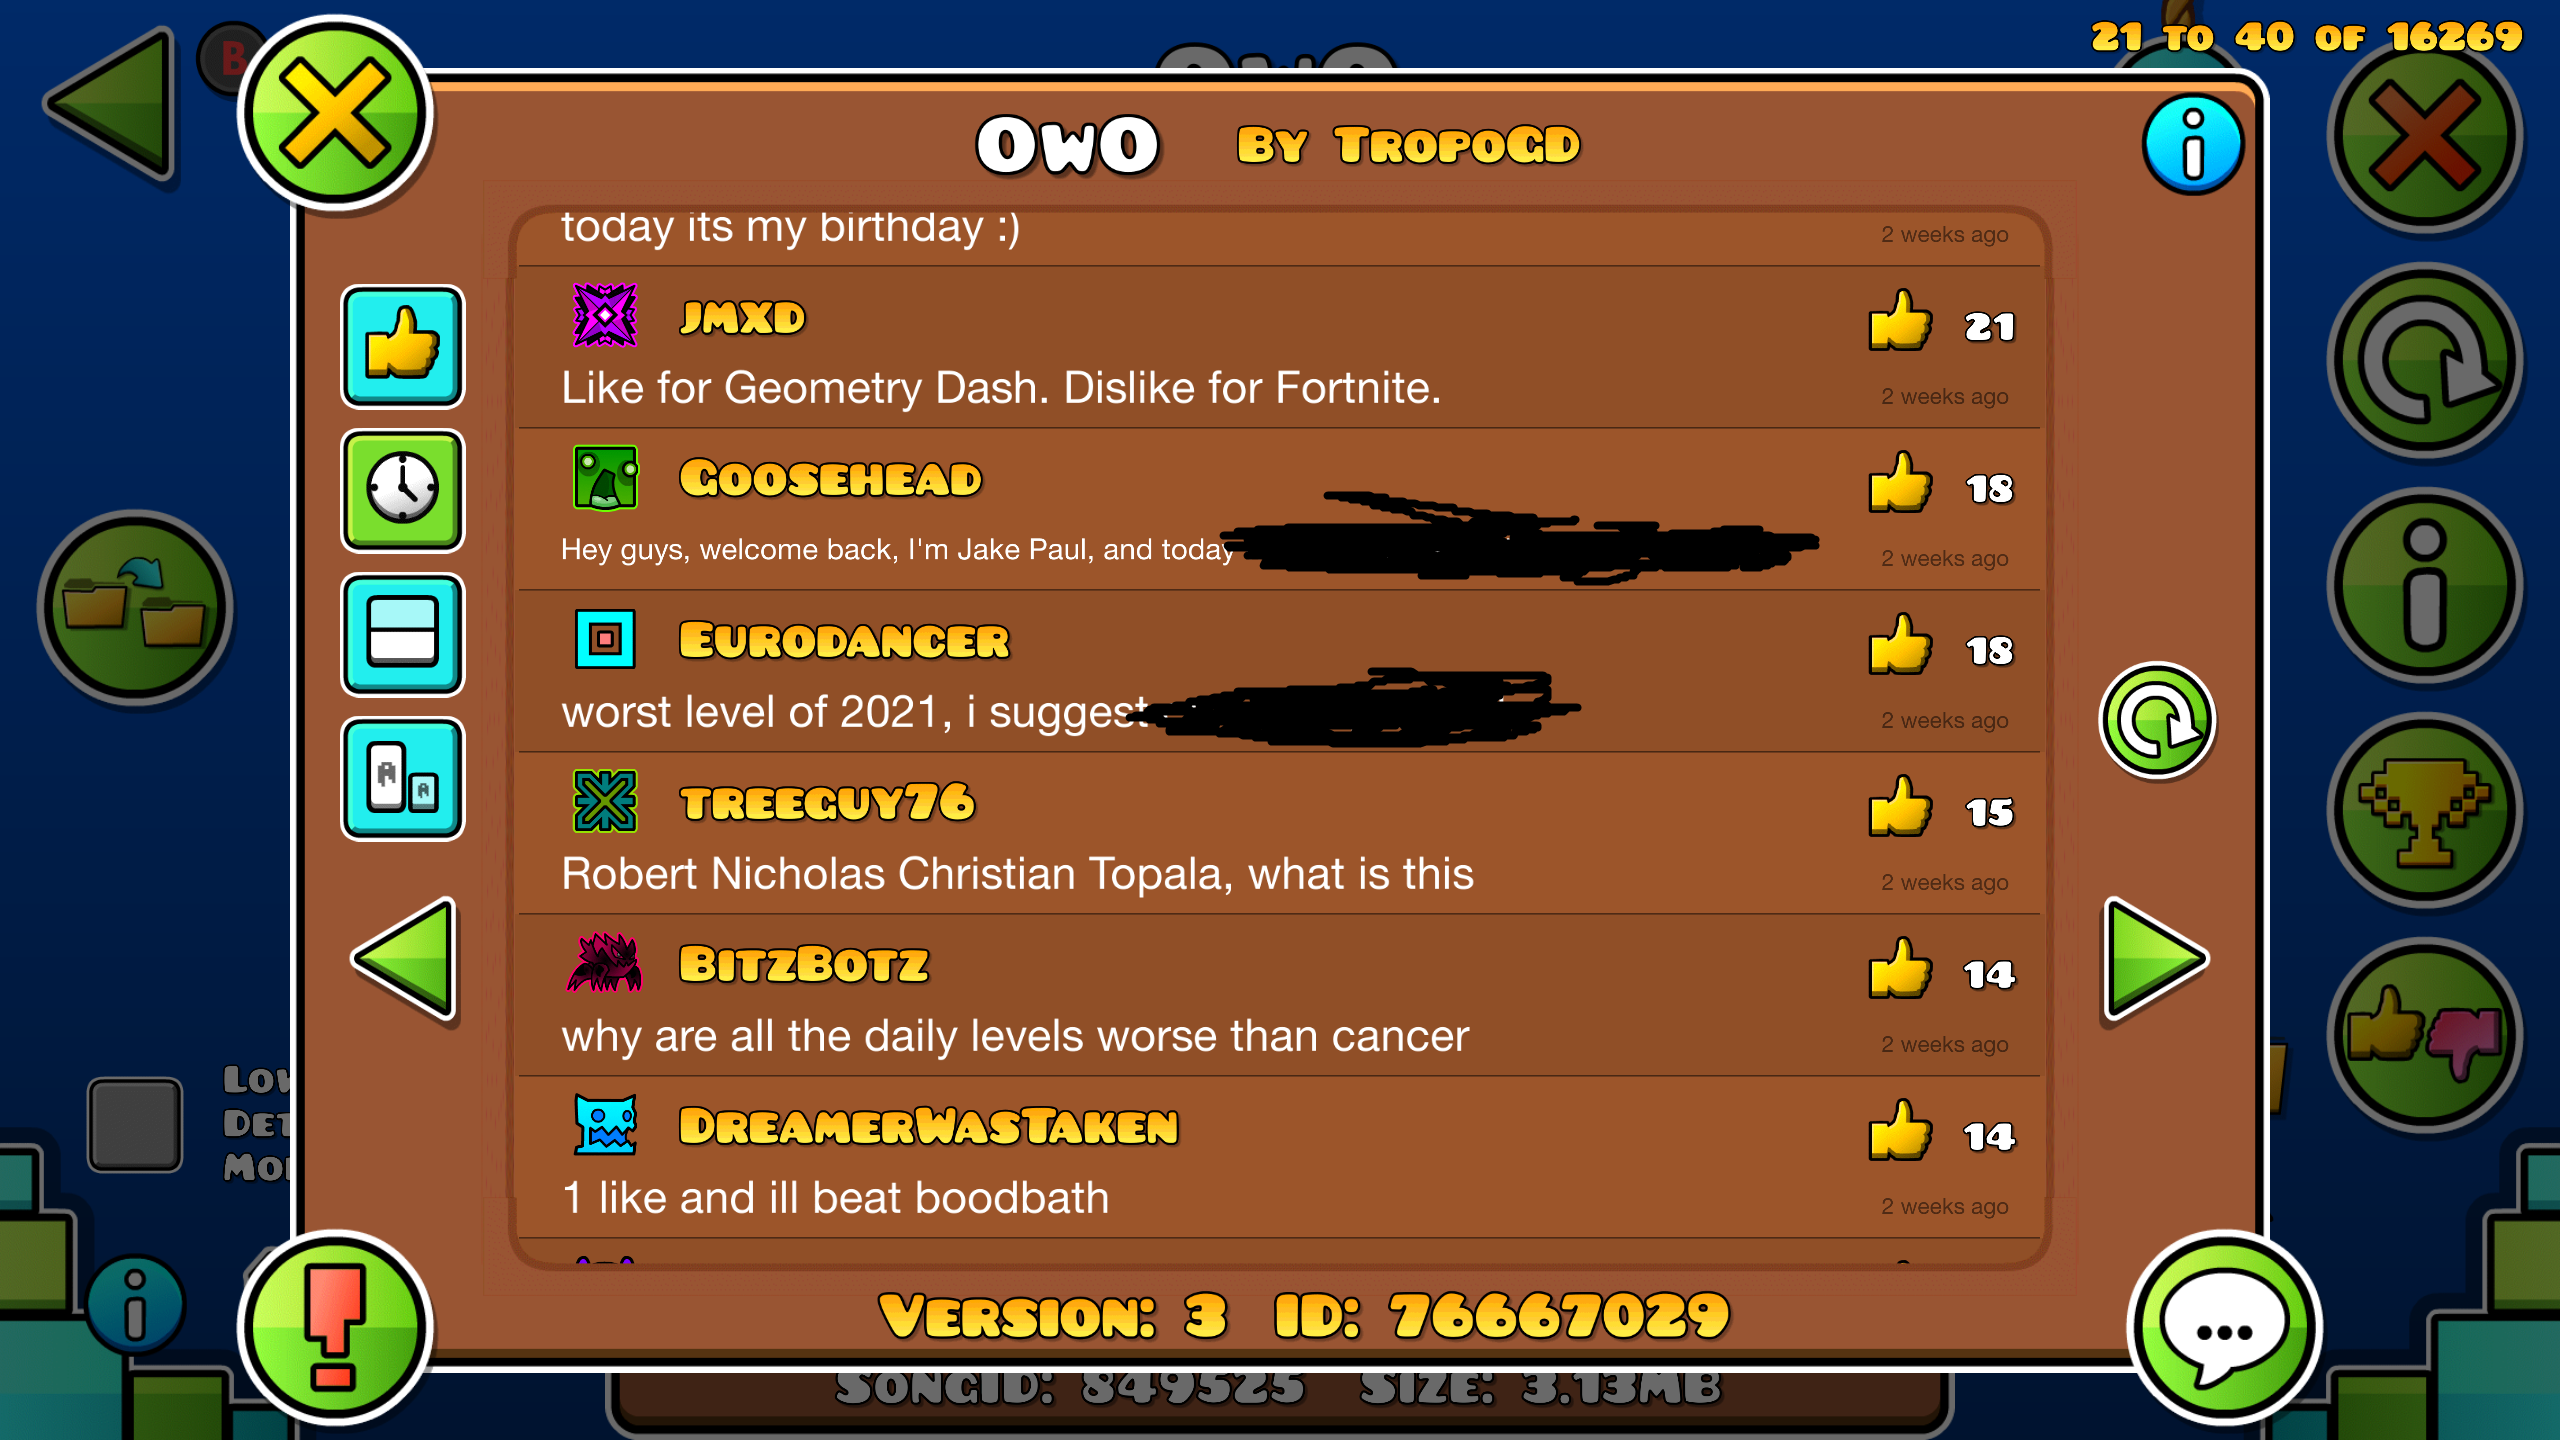 21 to 40 of 16269
B
OwO By TropoGD
today its my birthday :)
2 weeks ago
JMXD
21
Like for Geometry Dash. Dislike for Fortnite.
2 weeks ago
Goosehead
18
Hey guys, welcome back, I'm Jake Paul, and today
2 weeks ago
Eurodancer
18
worst level of 2021, i suggest
2 weeks ago
treeguy76
15
Robert Nicholas Christian Topala, what is this
2 weeks ago
BitzBotz
14
why are all the daily levels worse than cancer
2 weeks ago
DreamerWasTaken
14
1 like and ill beat boodbath
2 weeks ago
Version: 3 ID: 76667029
SongID: 849525 Size: 3.13MB